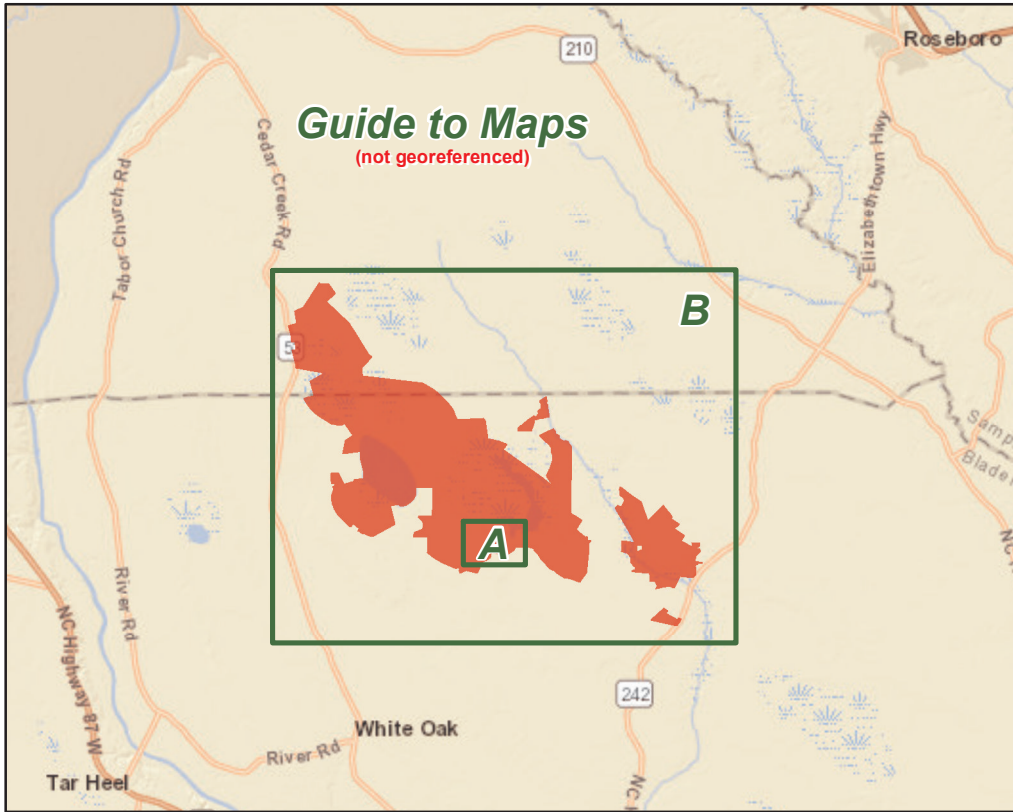 210
Roseboro
Guide to Maps
(not georeferenced)
Cedar Creek Rd
Tabor Church Rd
Elizabethtown Hwy
B
A
River Rd
NC Highway 87 W
242
White Oak
River Rd
Tar Heel